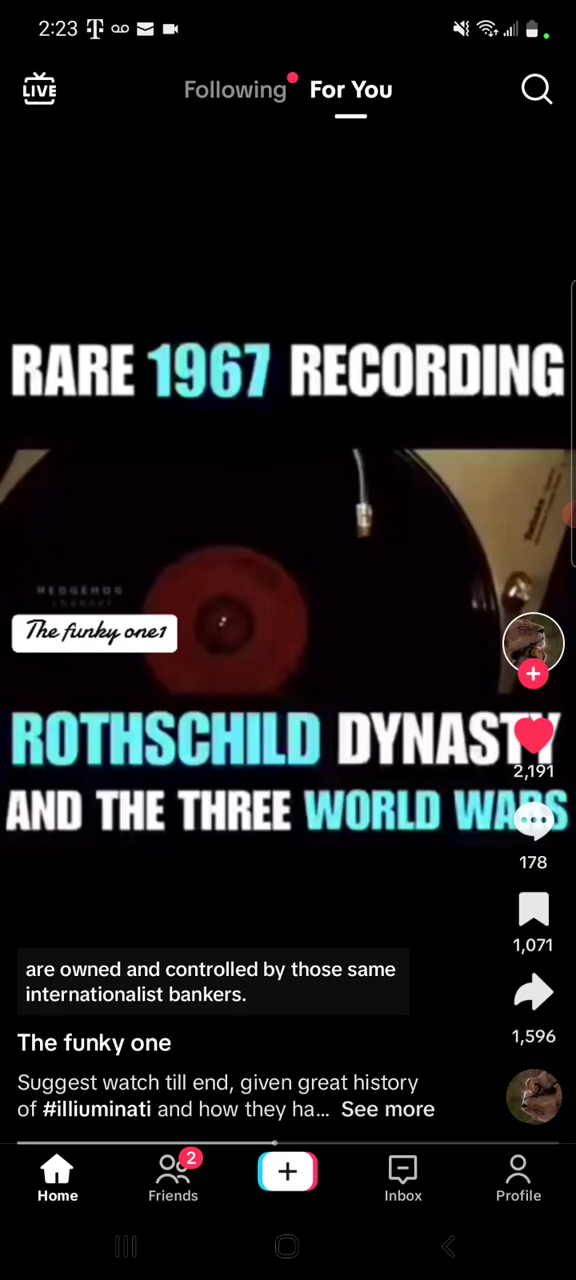 2:23
LIVE
Following
For You
RARE 1967 RECORDING
HEDGEHOG
channel
The funky one1
ROTHSCHILD DYNASTY
AND THE THREE WORLD WARS
2,191
178
1,071
1,596
are owned and controlled by those same
internationalist bankers.
The funky one
Suggest watch till end, given great history
of #illiuminati and how they ha... See more
Home
2
Friends
Inbox
Profile